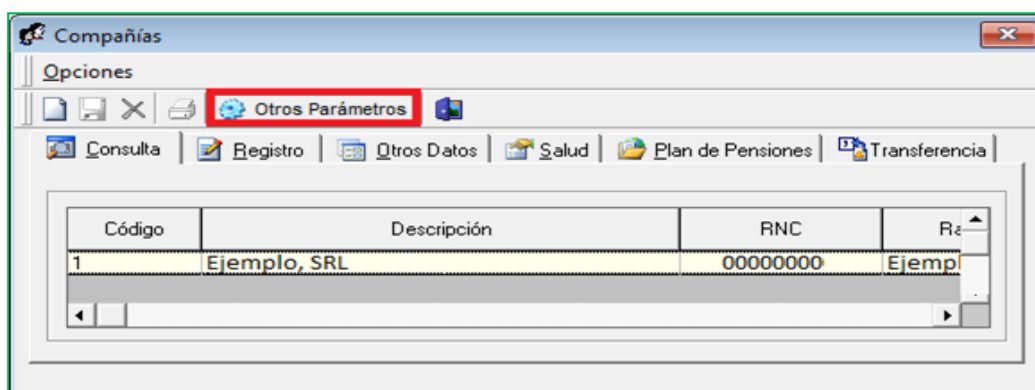 Compañías
Opciones
Otros Parámetros
Consulta Registro Otros Datos Salud Plan de Pensiones Transferencia
Código Descripción RNC
1 Ejemplo, SRL 00000000